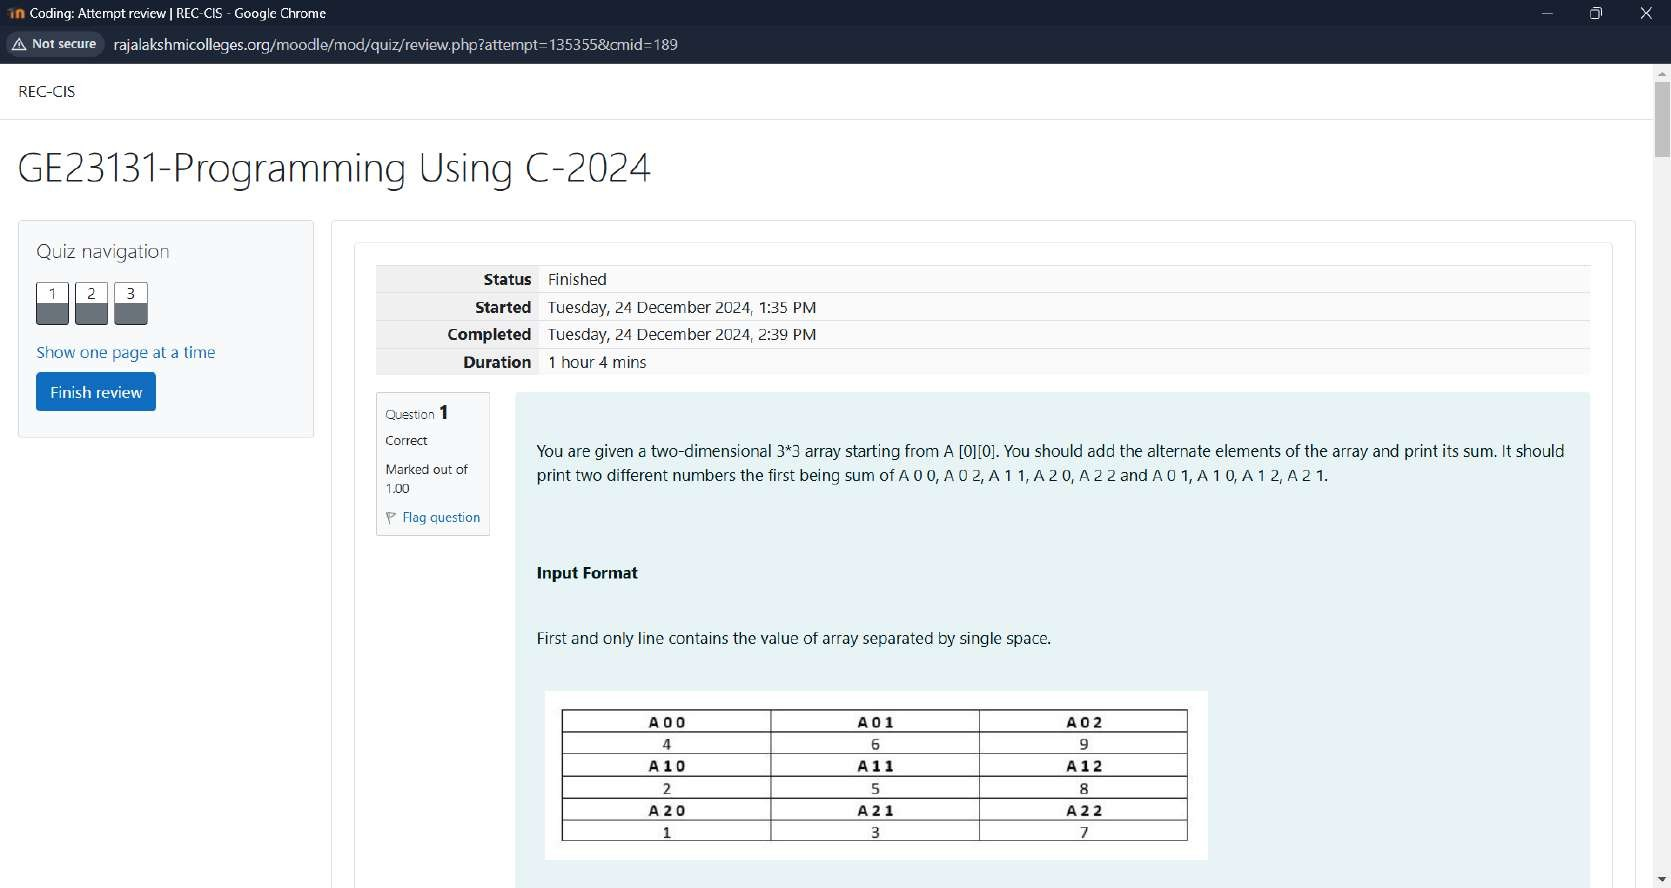 Coding: Attempt review | REC-CIS - Google Chrome
Not secure rajalakshmicolleges.org/moodle/mod/quiz/review.php?attempt=135355&cmid=189
REC-CIS
GE23131-Programming Using C-2024
Quiz navigation
1 2 3
Show one page at a time
Finish review
Status Finished
Started Tuesday, 24 December 2024, 1:35 PM
Completed Tuesday, 24 December 2024, 2:39 PM
Duration 1 hour 4 mins
Question 1
Correct
Marked out of
1.00
Flag question
You are given a two-dimensional 3*3 array starting from A [0][0]. You should add the alternate elements of the array and print its sum. It should
print two different numbers the first being sum of A 0 0, A 0 2, A 1 1, A 2 0, A 2 2 and A 0 1, A 1 0, A 1 2, A 2 1.
Input Format
First and only line contains the value of array separated by single space.
A 0 0 A 0 1 A 0 2
4 6 9
A 1 0 A 1 1 A 1 2
2 5 8
A 2 0 A 2 1 A 2 2
1 3 7